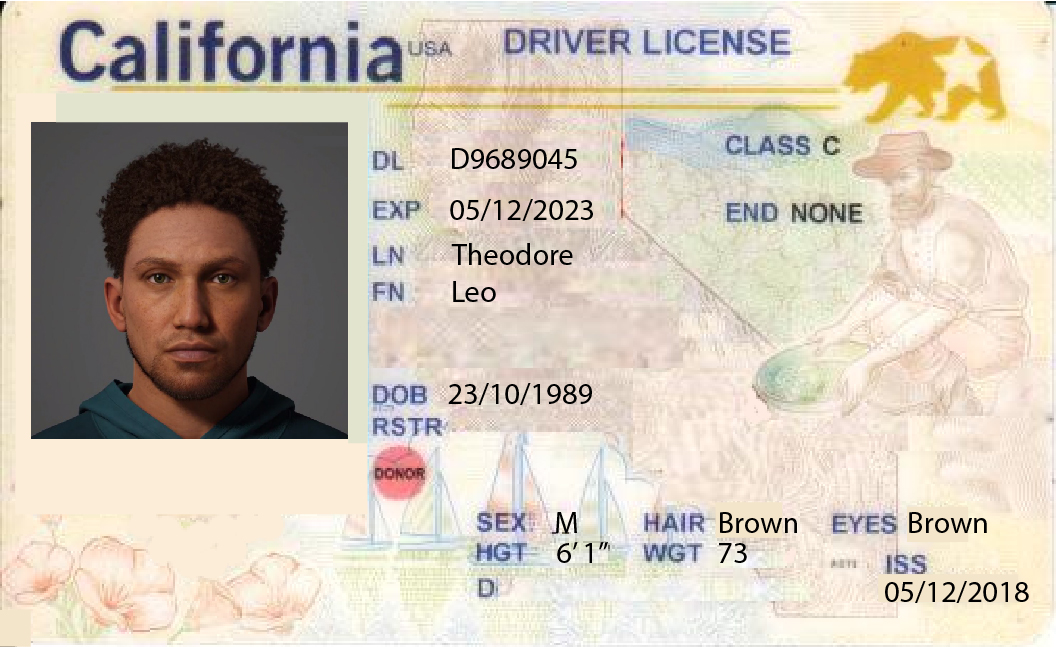 California USA DRIVER LICENSE
CLASS C
DL D9689045
EXP 05/12/2023
END NONE
LN Theodore
FN Leo
DOB 23/10/1989
RSTR
DONOR
SEX M HAIR Brown EYES Brown
HGT 6' 1" WGT 73
ISS
D
05/12/2018